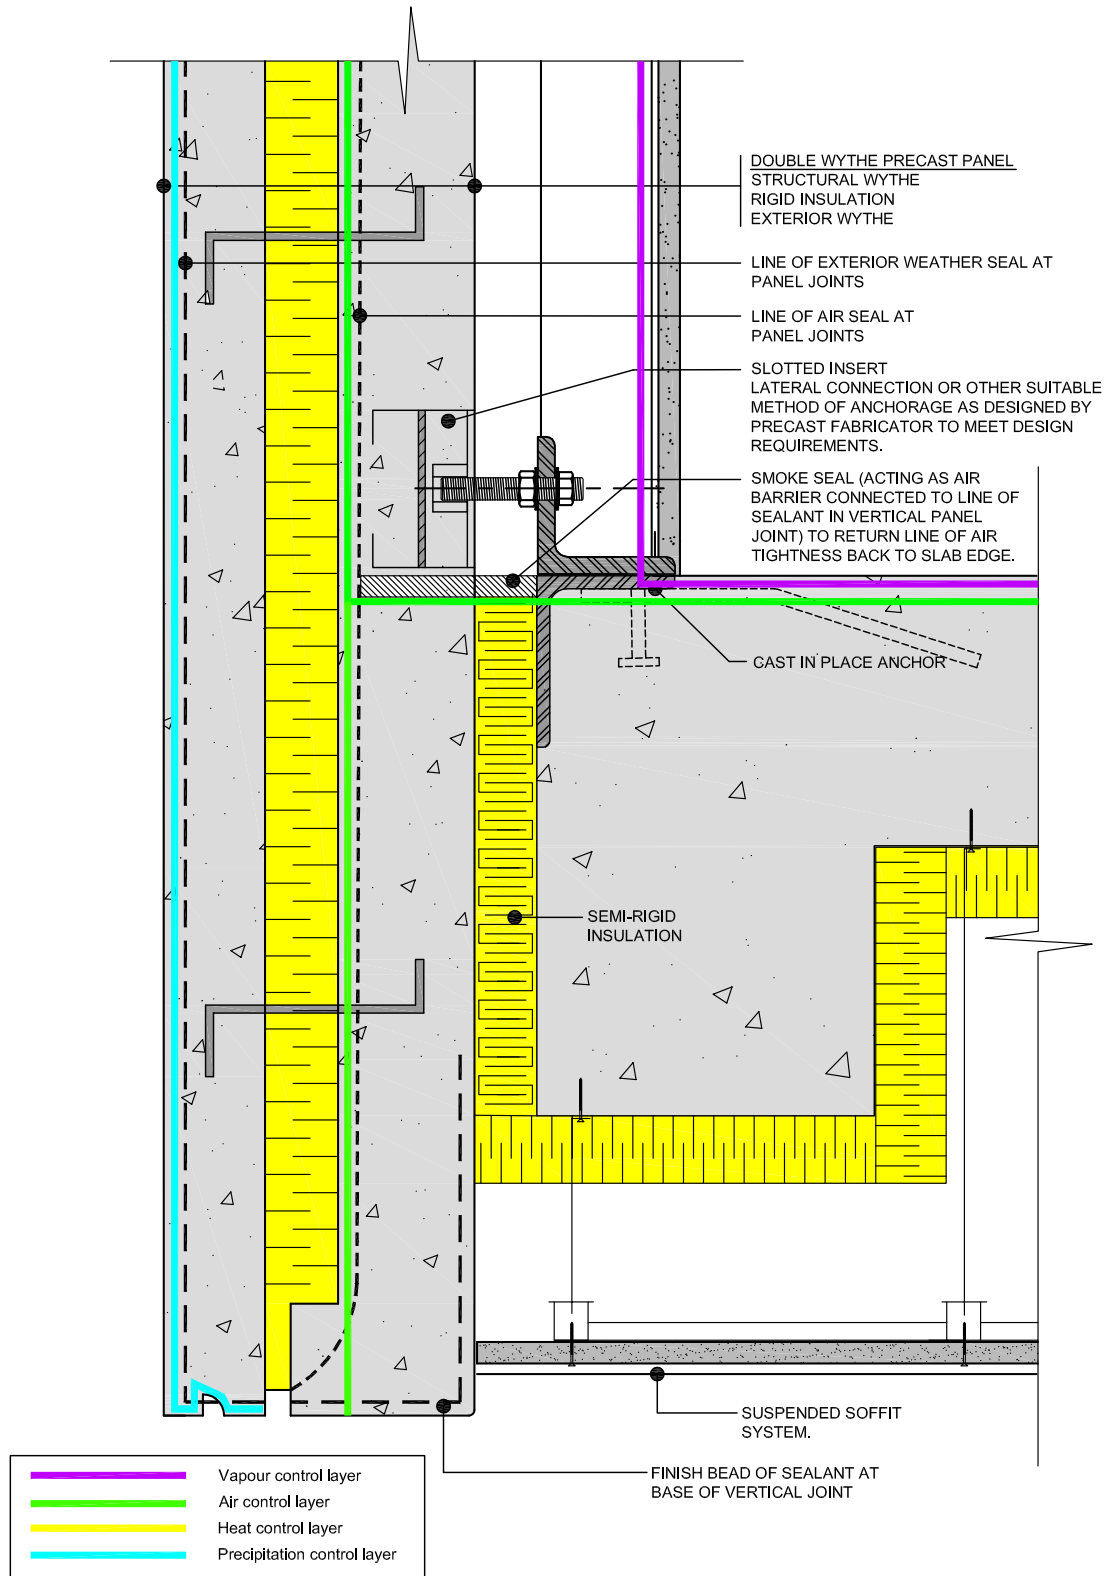 DOUBLE WYTHE PRECAST PANEL
STRUCTURAL WYTHE
RIGID INSULATION
EXTERIOR WYTHE
LINE OF EXTERIOR WEATHER SEAL AT
PANEL JOINTS
LINE OF AIR SEAL AT
PANEL JOINTS
SLOTTED INSERT
LATERAL CONNECTION OR OTHER SUITABLE
METHOD OF ANCHORAGE AS DESIGNED BY
PRECAST FABRICATOR TO MEET DESIGN
REQUIREMENTS.
SMOKE SEAL (ACTING AS AIR
BARRIER CONNECTED TO LINE OF
SEALANT IN VERTICAL PANEL
JOINT) TO RETURN LINE OF AIR
TIGHTNESS BACK TO SLAB EDGE.
CAST IN PLACE ANCHOR
SEMI-RIGID
INSULATION
SUSPENDED SOFFIT
SYSTEM.
FINISH BEAD OF SEALANT AT
BASE OF VERTICAL JOINT
Vapour control layer
Air control layer
Heat control layer
Precipitation control layer